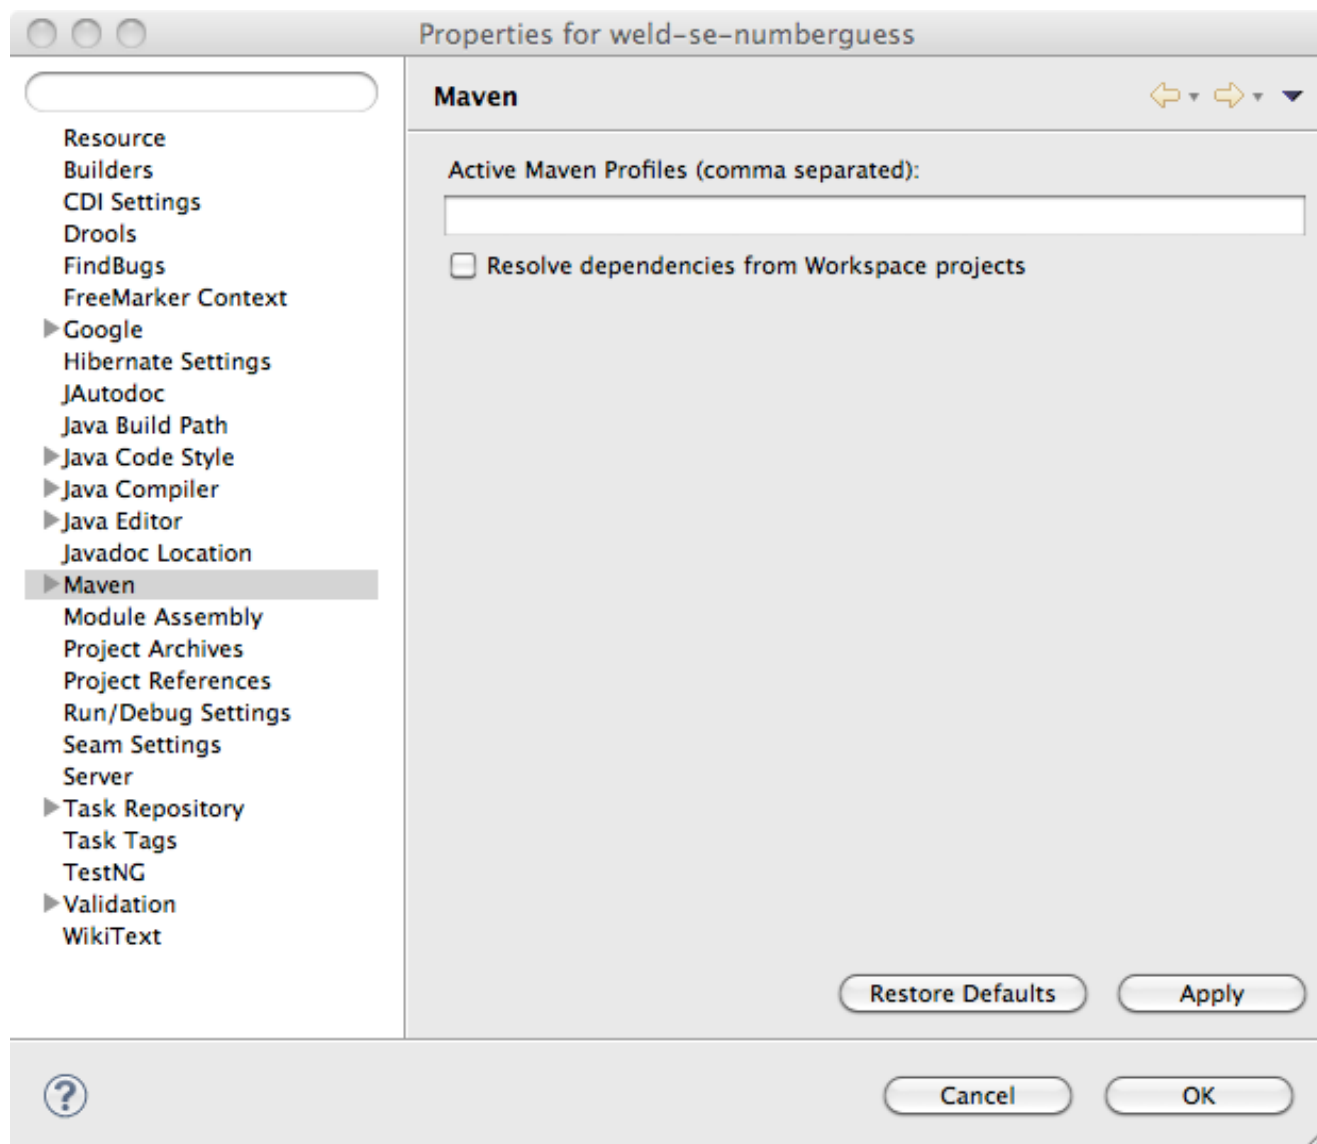 Properties for weld-se-numberguess
Resource
Builders
CDI Settings
Drools
FindBugs
FreeMarker Context
Google
Hibernate Settings
JAutodoc
Java Build Path
Java Code Style
Java Compiler
Java Editor
Javadoc Location
Maven
Module Assembly
Project Archives
Project References
Run/Debug Settings
Seam Settings
Server
Task Repository
Task Tags
TestNG
Validation
WikiText
Maven
Active Maven Profiles (comma separated):
Resolve dependencies from Workspace projects
Restore Defaults
Apply
?
Cancel
OK